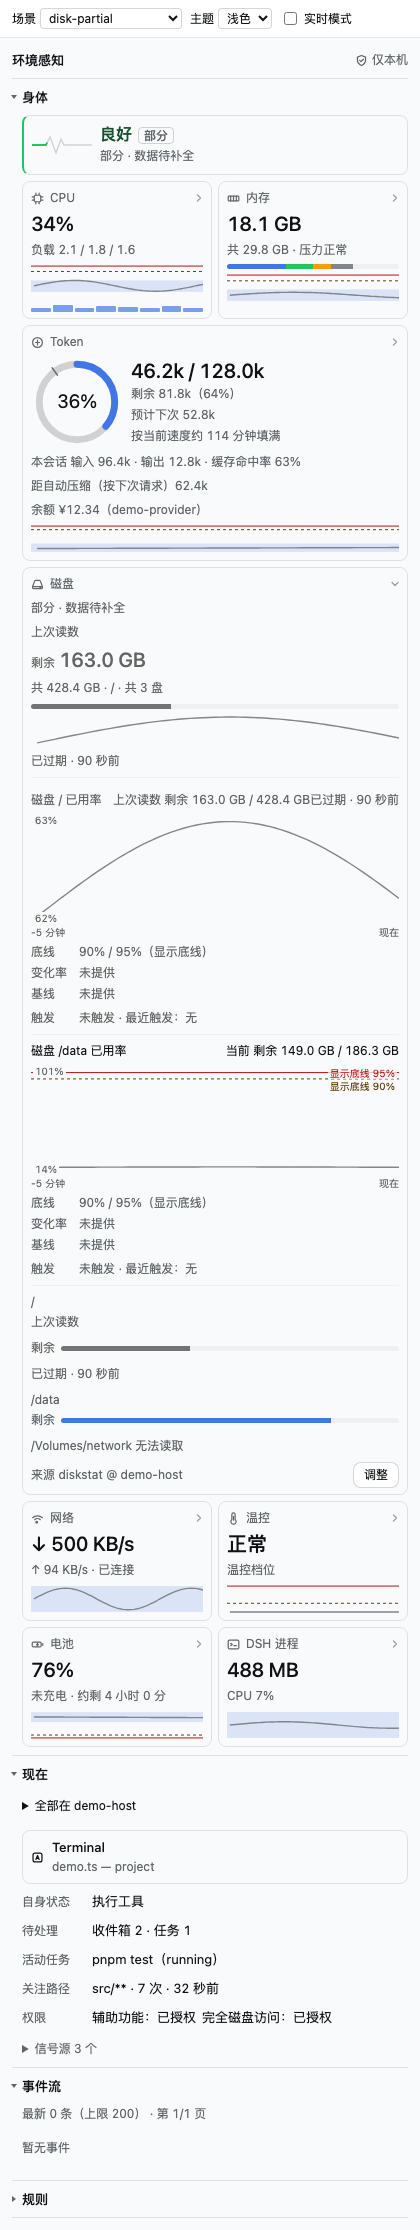 场景 disk-partial 主题 浅色 实时模式
环境感知 仅本机
身体
良好 部分
部分 · 数据待补全
CPU
34%
负载 2.1 / 1.8 / 1.6
内存
18.1 GB
共 29.8 GB · 压力正常
Token
36%
46.2k / 128.0k
剩余 81.8k（64%）
预计下次 52.8k
按当前速度约 114 分钟填满
本会话 输入 96.4k · 输出 12.8k · 缓存命中率 63%
距自动压缩（按下次请求）62.4k
余额 ¥12.34（demo-provider）
磁盘
部分 · 数据待补全
上次读数
剩余 163.0 GB
共 428.4 GB · / · 共 3 盘
已过期 · 90 秒前
磁盘 / 已用率 上次读数 剩余 163.0 GB / 428.4 GB已过期 · 90 秒前
63%
62%
-5 分钟 现在
底线 90% / 95%（显示底线）
变化率 未提供
基线 未提供
触发 未触发 · 最近触发：无
磁盘 /data 已用率 当前 剩余 149.0 GB / 186.3 GB
101% 显示底线 95%
显示底线 90%
14%
-5 分钟 现在
底线 90% / 95%（显示底线）
变化率 未提供
基线 未提供
触发 未触发 · 最近触发：无
/
上次读数
剩余
已过期 · 90 秒前
/data
剩余
/Volumes/network 无法读取
来源 diskstat @ demo-host 调整
网络
↓ 500 KB/s
↑ 94 KB/s · 已连接
温控
正常
温控档位
电池
76%
未充电 · 约剩 4 小时 0 分
DSH 进程
488 MB
CPU 7%
现在
全部在 demo-host
Terminal
demo.ts — project
自身状态 执行工具
待处理 收件箱 2 · 任务 1
活动任务 pnpm test（running）
关注路径 src/** · 7 次 · 32 秒前
权限 辅助功能：已授权 完全磁盘访问：已授权
信号源 3 个
事件流
最新 0 条（上限 200） · 第 1/1 页
暂无事件
规则